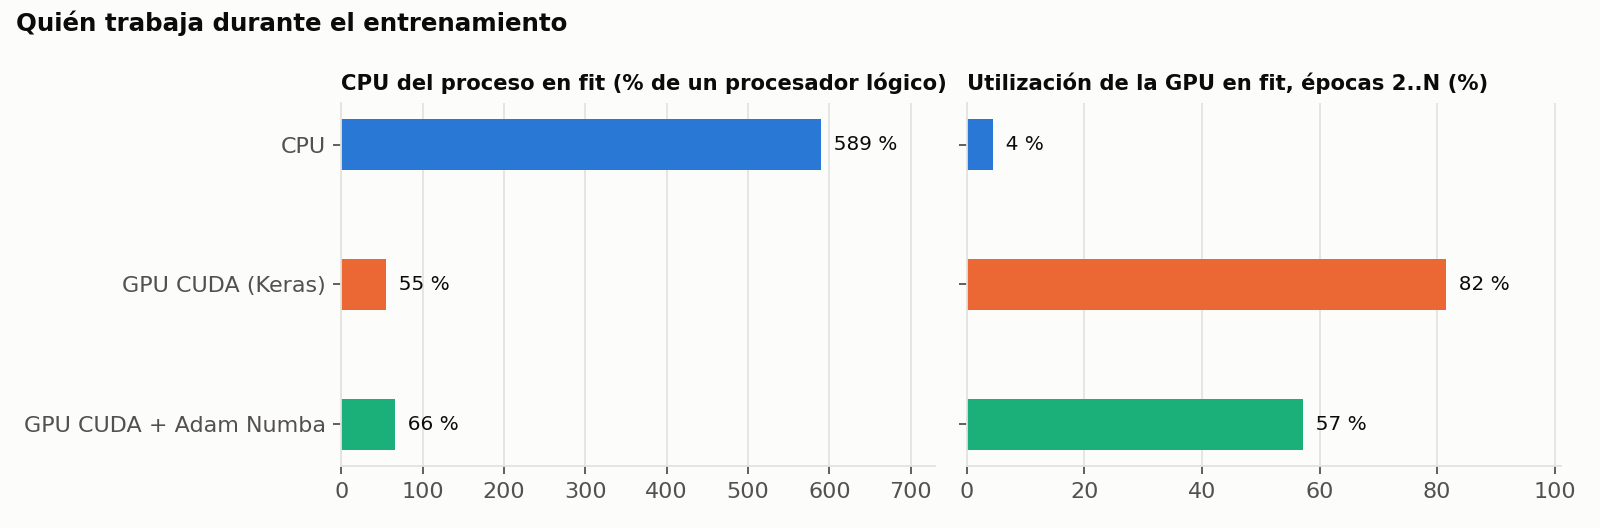 Quién trabaja durante el entrenamiento
CPU del proceso en fit (% de un procesador lógico)
CPU
589 %
GPU CUDA (Keras)
55 %
GPU CUDA + Adam Numba
66 %
0 100 200 300 400 500 600 700
Utilización de la GPU en fit, épocas 2..N (%)
4 %
82 %
57 %
0 20 40 60 80 100